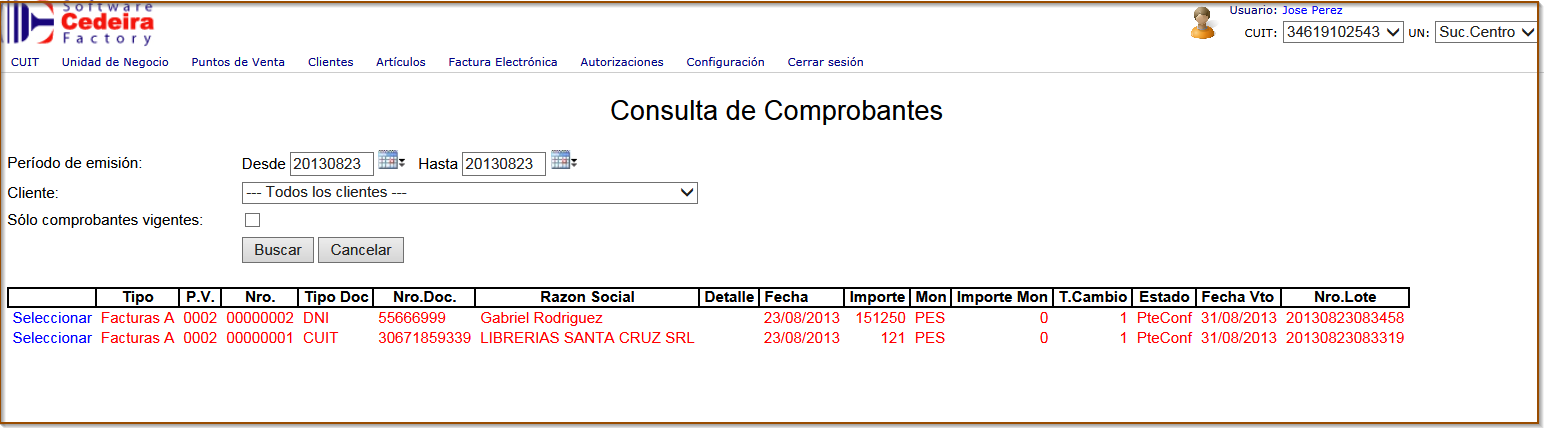 Software
Cedeira
Factory
Usuario: Jose Perez
CUIT: 34619102543 UN: Suc.Centro
CUIT Unidad de Negocio Puntos de Venta Clientes Artículos Factura Electrónica Autorizaciones Configuración Cerrar sesión
Consulta de Comprobantes
Período de emisión: Desde 20130823 Hasta 20130823
Cliente: --- Todos los clientes ---
Sólo comprobantes vigentes:
Buscar Cancelar
Tipo P.V. Nro. Tipo Doc Nro.Doc. Razon Social Detalle Fecha Importe Mon Importe Mon T.Cambio Estado Fecha Vto Nro.Lote
Seleccionar Facturas A 0002 00000002 DNI 55666999 Gabriel Rodriguez 23/08/2013 151250 PES 0 1 PteConf 31/08/2013 20130823083458
Seleccionar Facturas A 0002 00000001 CUIT 30671859339 LIBRERIAS SANTA CRUZ SRL 23/08/2013 121 PES 0 1 PteConf 31/08/2013 20130823083319